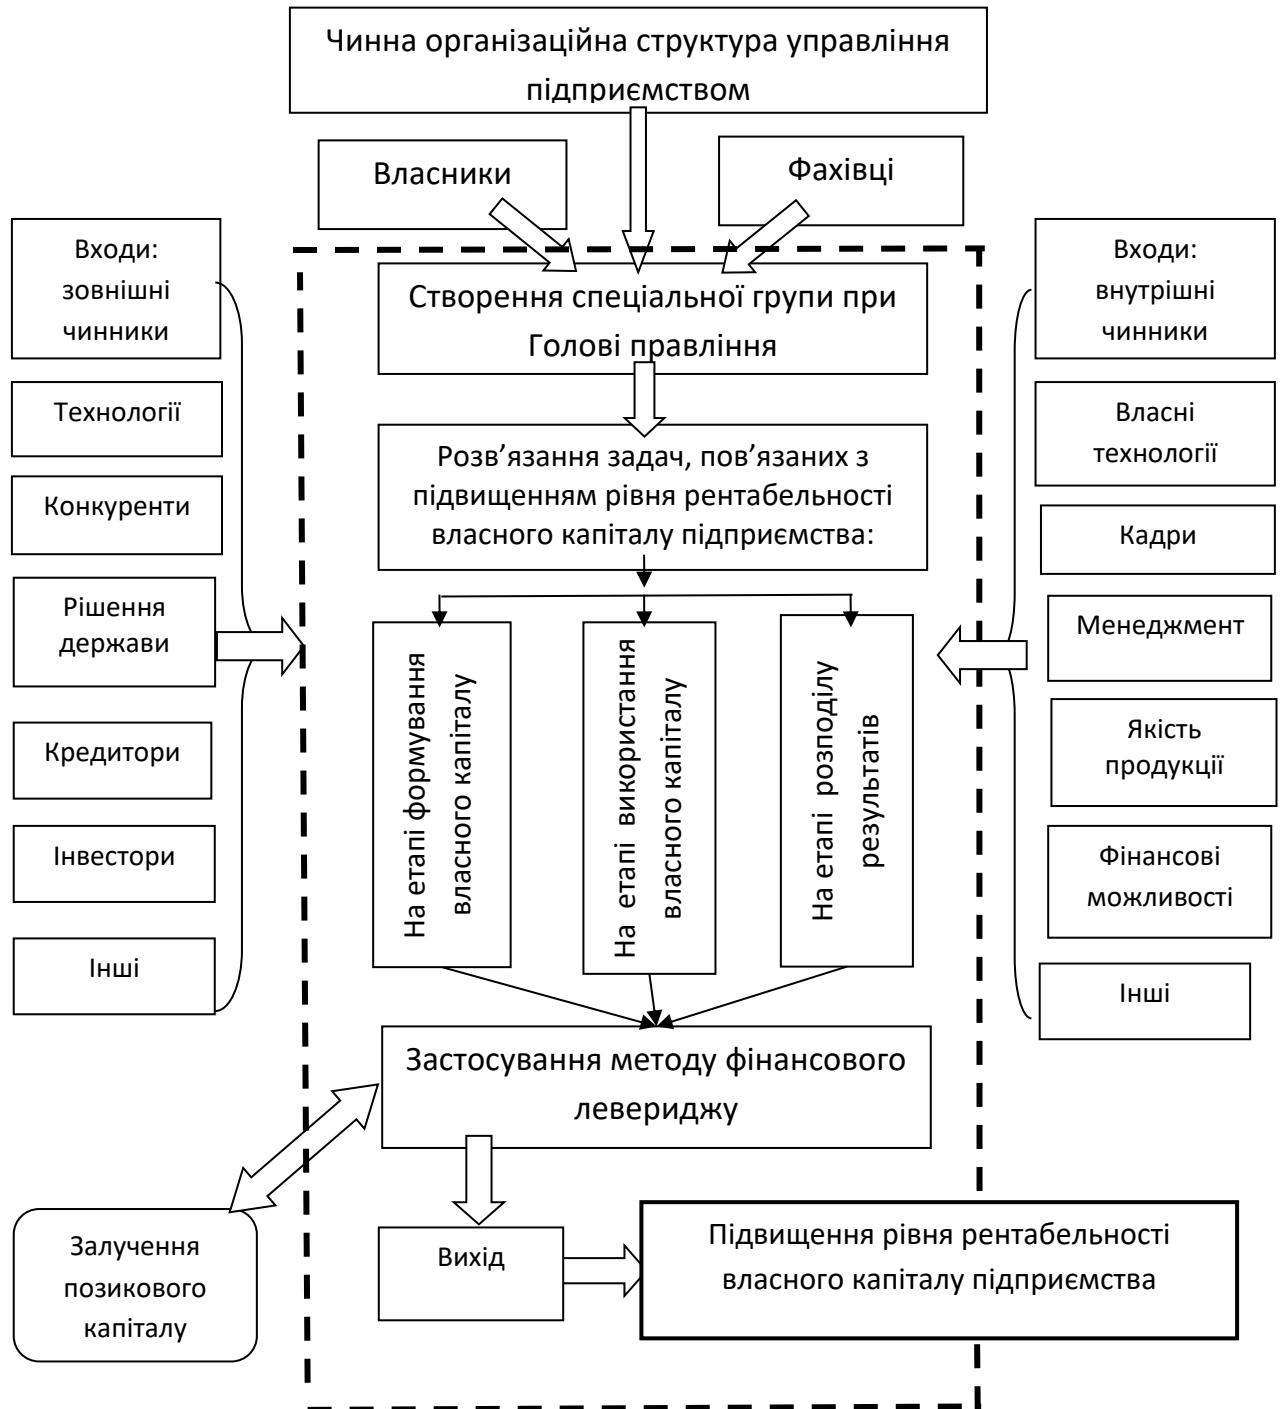 Чинна організаційна структура управління
підприємством
Власники
Фахівці
Входи:
зовнішні
чинники
Технології
Конкуренти
Рішення
держави
Кредитори
Інвестори
Інші
Створення спеціальної групи при
Голові правління
Розв’язання задач, пов’язаних з
підвищенням рівня рентабельності
власного капіталу підприємства:
На етапі формування
власного капіталу
На етапі використання
власного капіталу
На етапі розподілу
результатів
Застосування методу фінансового
левериджу
Входи:
внутрішні
чинники
Власні
технології
Кадри
Менеджмент
Якість
продукції
Фінансові
можливості
Інші
Залучення
позикового
капіталу
Вихід
Підвищення рівня рентабельності
власного капіталу підприємства